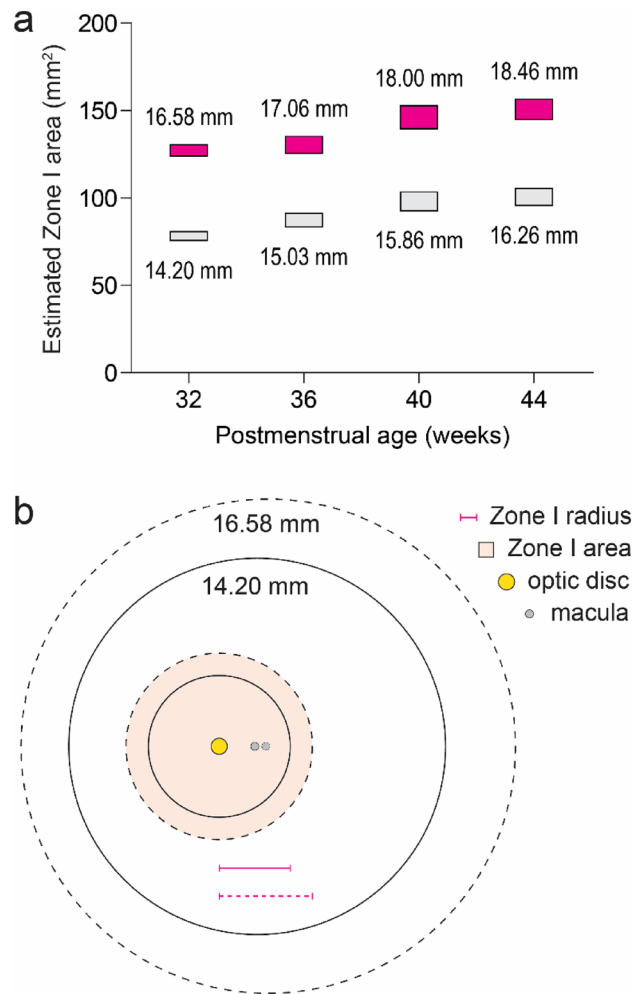 a
Estimated Zone I area (mm²)
200
150
100
50
0
16.58 mm
17.06 mm
18.00 mm
18.46 mm
14.20 mm
15.03 mm
15.86 mm
16.26 mm
32
36
40
44
Postmenstrual age (weeks)
b
16.58 mm
14.20 mm
Zone I radius
Zone I area
optic disc
macula